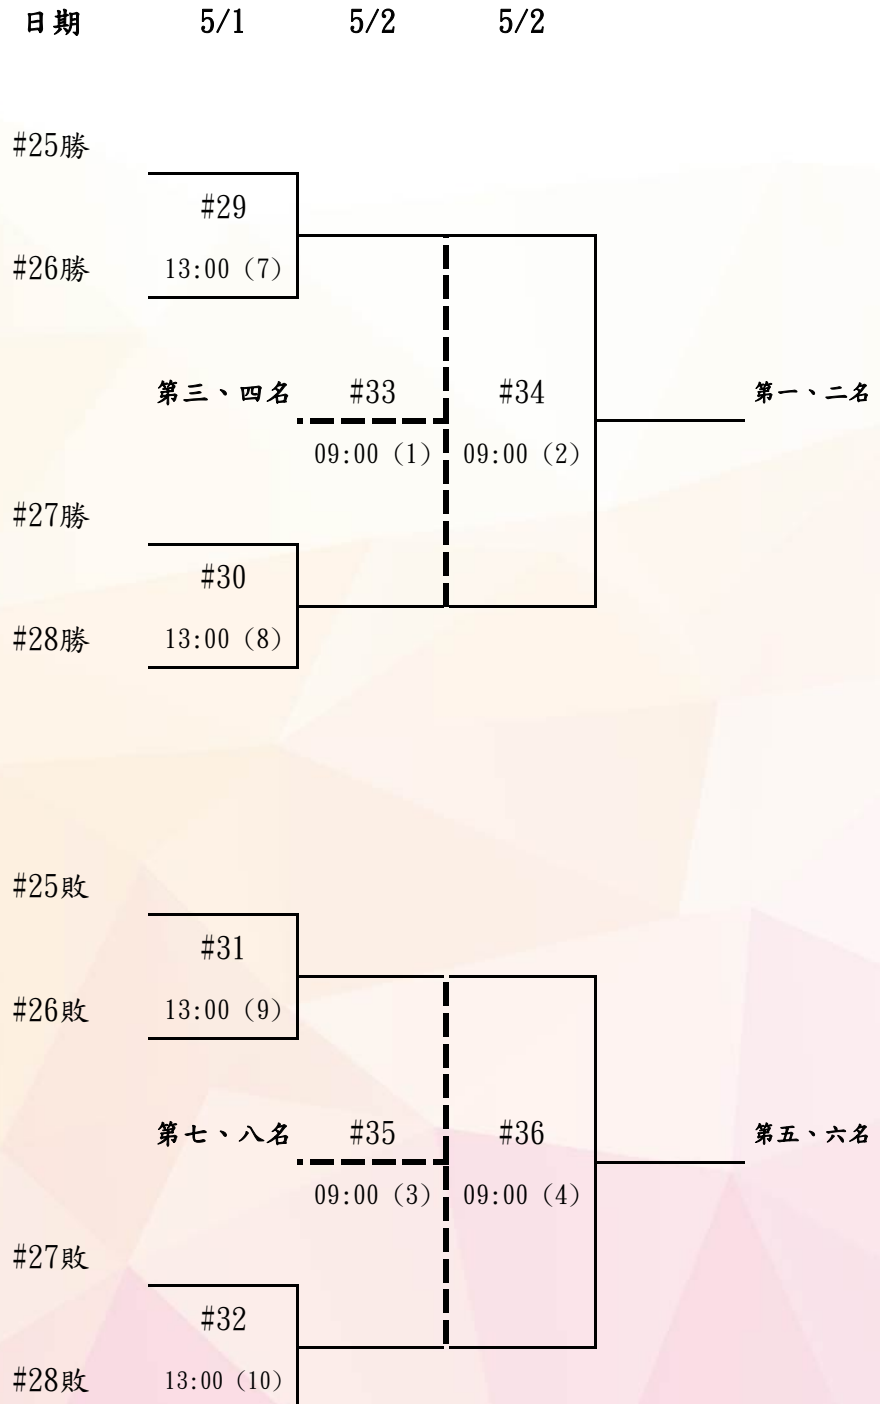 日期 5/1 5/2 5/2
#25勝
#29
#26勝 13:00 (7)
第三、四名 #33 #34 第一、二名
09:00 (1) 09:00 (2)
#27勝
#30
#28勝 13:00 (8)
#25敗
#31
#26敗 13:00 (9)
第七、八名 #35 #36 第五、六名
09:00 (3) 09:00 (4)
#27敗
#32
#28敗 13:00 (10)